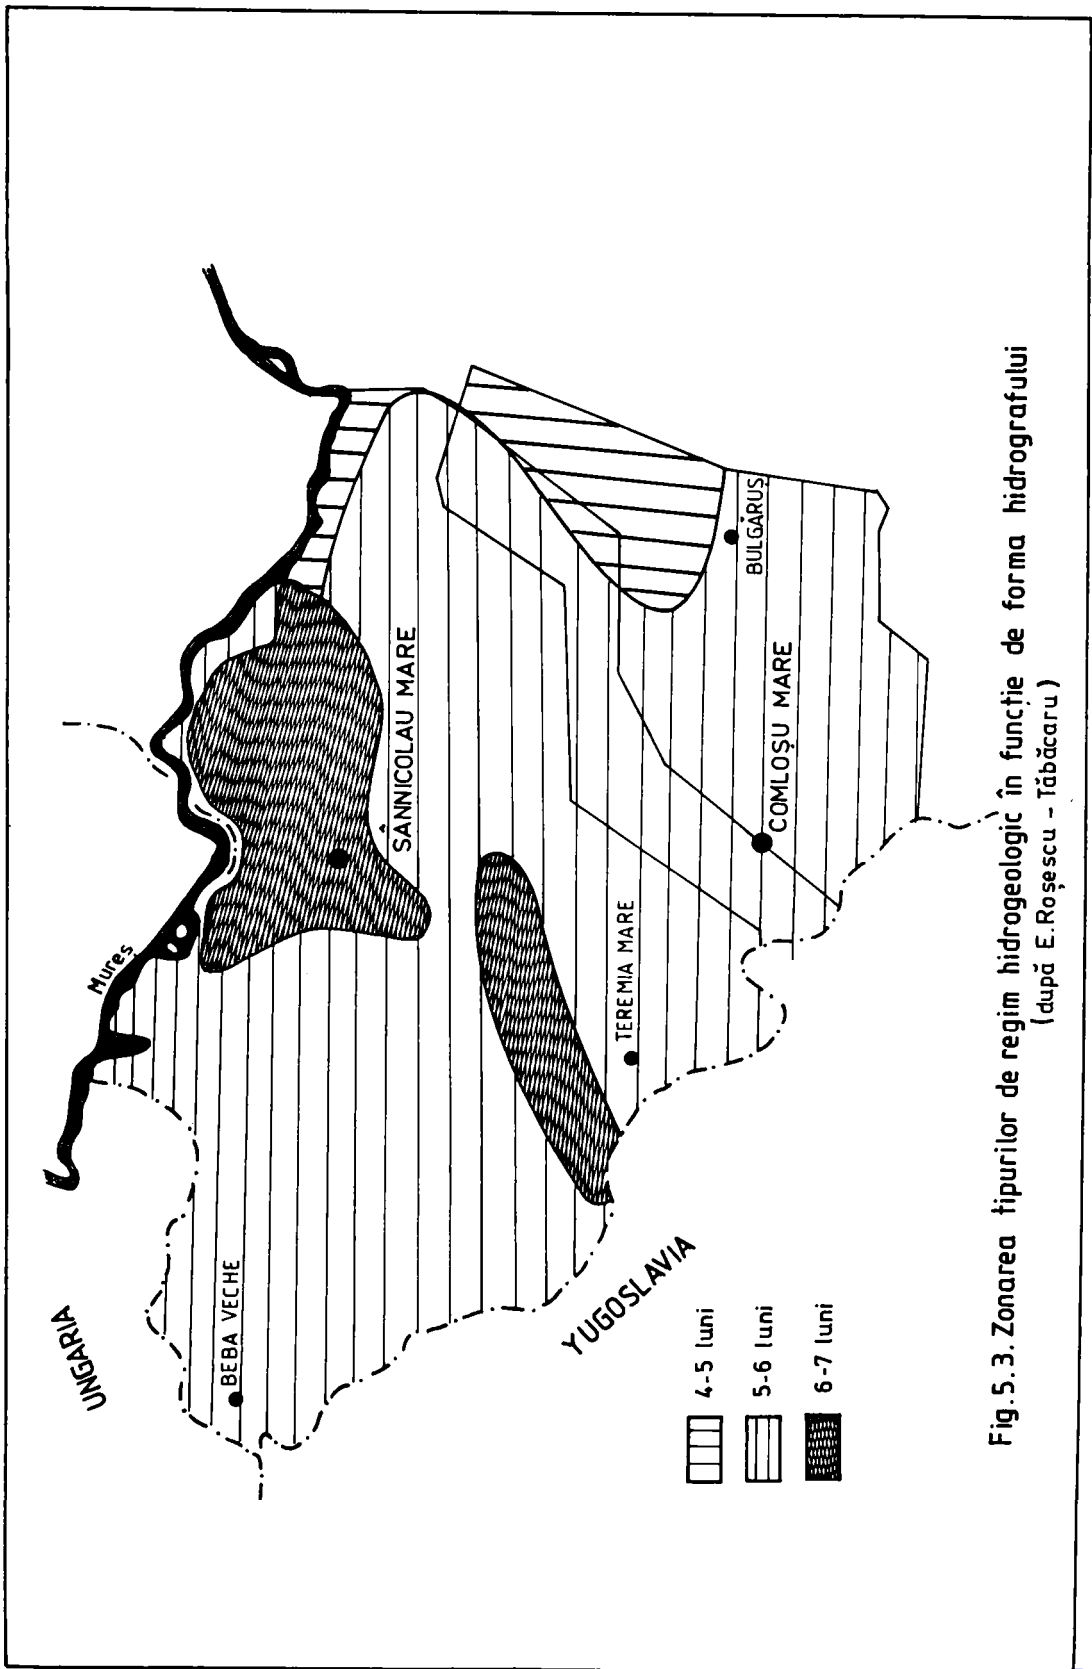 UNGARIA
Mureș
BEBA VECHE
SÂNNICOLAU MARE
TEREMIA MARE
COMLOȘU MARE
BULGĂRUȘ
YUGOSLAVIA
4-5 luni
5-6 luni
6-7 luni
Fig.5.3. Zonarea tipurilor de regim hidrogeologic în funcție de forma hidrografului
(după E.Roșescu - Tăbăcaru)